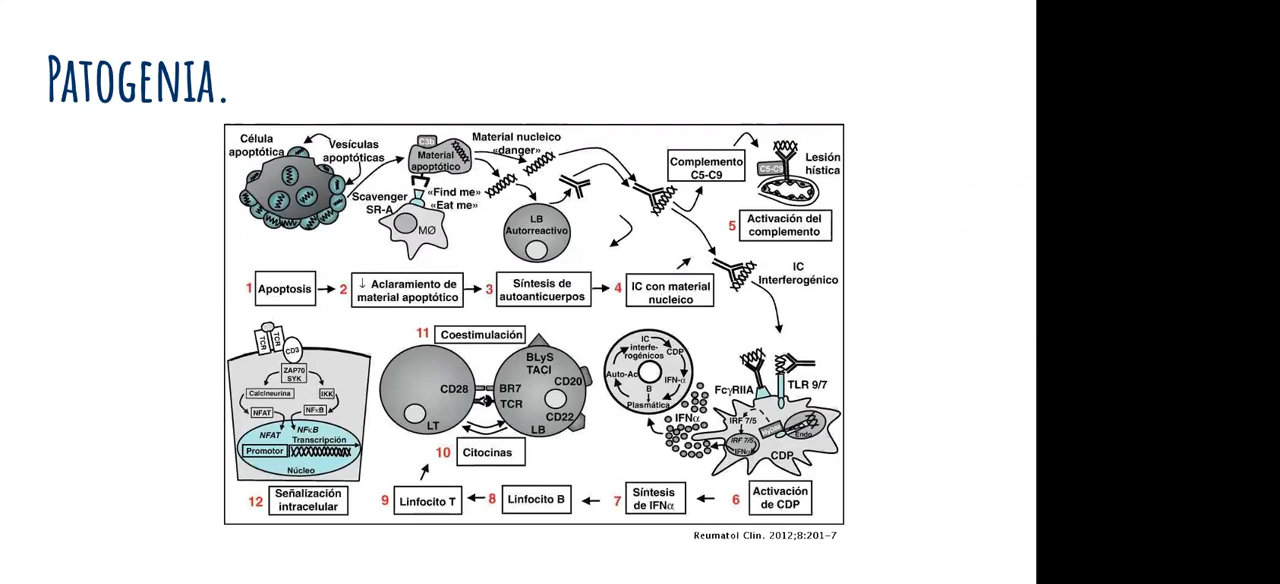 PATOGENIA.
Célula
apoptótica
Vesículas
apoptóticas
C3b
Material
apoptótico
Material nucleico
«danger»
Scavenger
SR-A
«Find me»
«Eat me»
MØ
LB
Autorreactivo
Complemento
C5-C9
C5-C9
Lesión
hística
5 Activación del
complemento
IC
Interferogénico
1 Apoptosis
2 ↓ Aclaramiento de
material apoptótico
3 Síntesis de
autoanticuerpos
4 IC con material
nucleico
TCR
TCR
CD3
ZAP70
SYK
Calcineurina
IKK
NFAT
NFκB
NFAT
NFκB
Transcripción
Promotor
Núcleo
12 Señalización
intracelular
11 Coestimulación
BLyS
TACI
CD28
BR7
CD20
TCR
CD22
LT
LB
10 Citocinas
9 Linfocito T
8 Linfocito B
7 Síntesis
de IFNα
6 Activación
de CDP
IC
interfe-
rogénicos
CDP
Auto-Ac
IFN-α
B
Plasmática
IFNα
FcγRIIA
TLR 9/7
IRF 7/5
IRF 7/5
Endo
CDP
Reumatol Clin. 2012;8:201-7